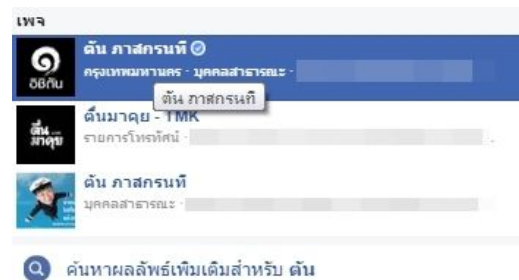 เพจ
ตัน ภาสกรนที
อิชิตัน
กรุงเทพมหานคร · บุคคลสาธารณะ ·
ตัน ภาสกรนที
ตื่นมาคุย - TMK
ตื่น...
มาคุย
รายการโทรทัศน์ ·
ตัน ภาสกรนที
บุคคลสาธารณะ ·
ค้นหาผลลัพธ์เพิ่มเติมสำหรับ ตัน